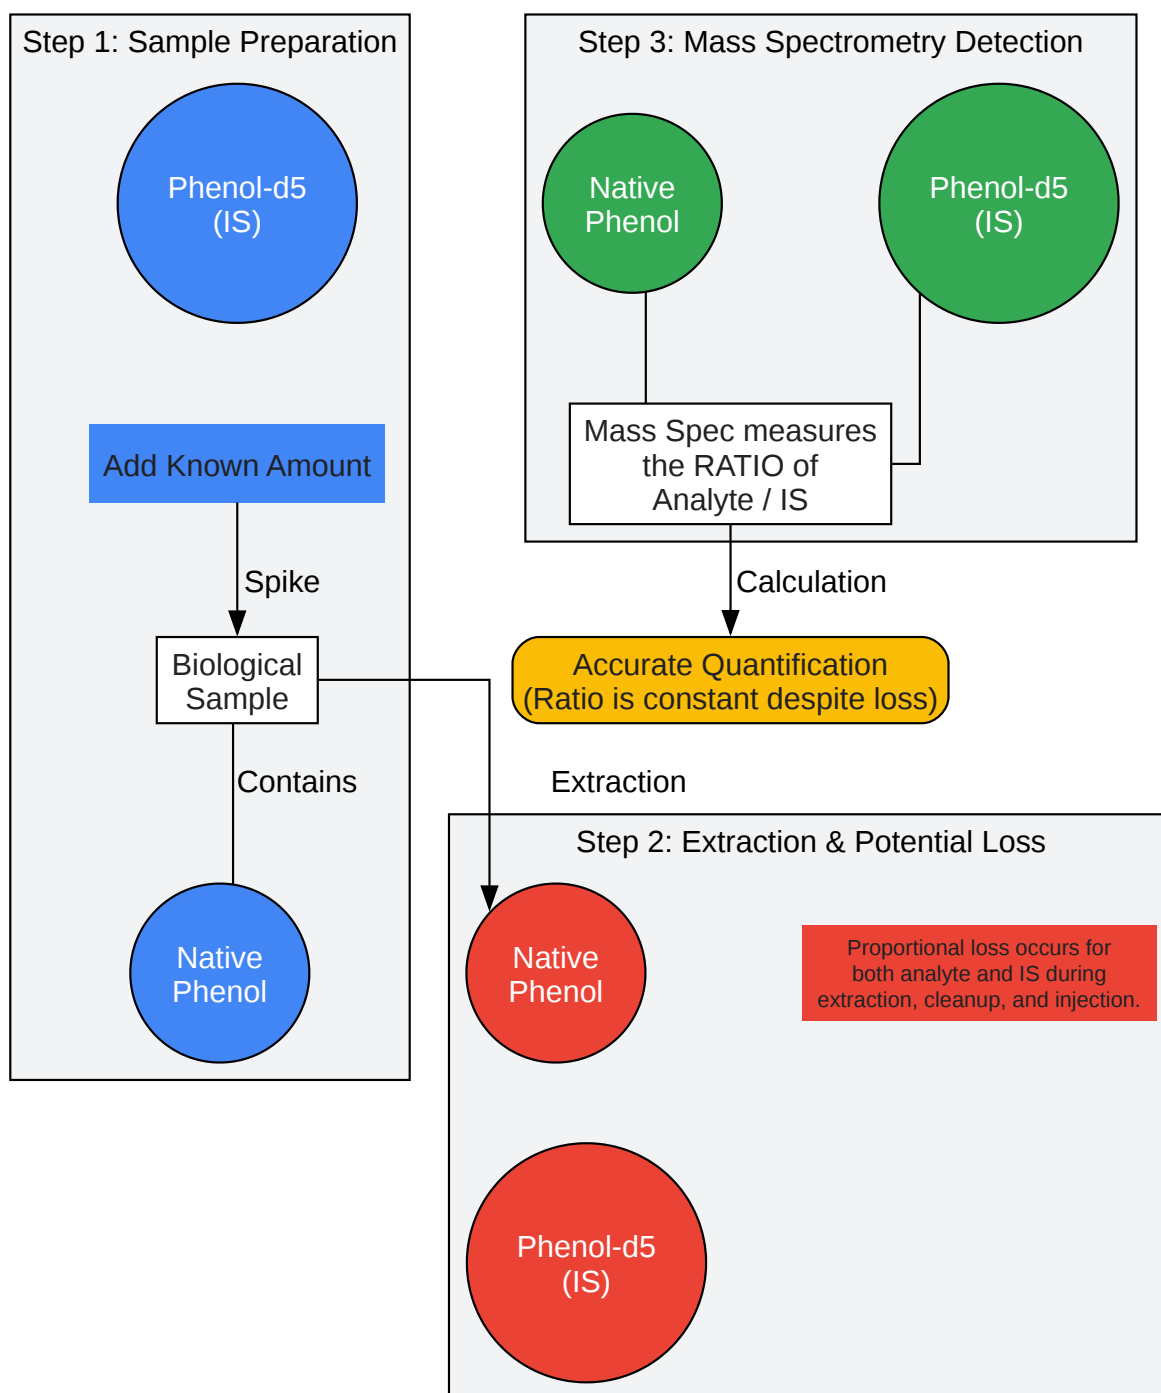 Step 1: Sample Preparation
Phenol-d5
(IS)
Add Known Amount
Spike
Biological
Sample
Contains
Native
Phenol
Step 3: Mass Spectrometry Detection
Native
Phenol
Phenol-d5
(IS)
Mass Spec measures
the RATIO of
Analyte / IS
Calculation
Accurate Quantification
(Ratio is constant despite loss)
Extraction
Step 2: Extraction & Potential Loss
Native
Phenol
Proportional loss occurs for
both analyte and IS during
extraction, cleanup, and injection.
Phenol-d5
(IS)